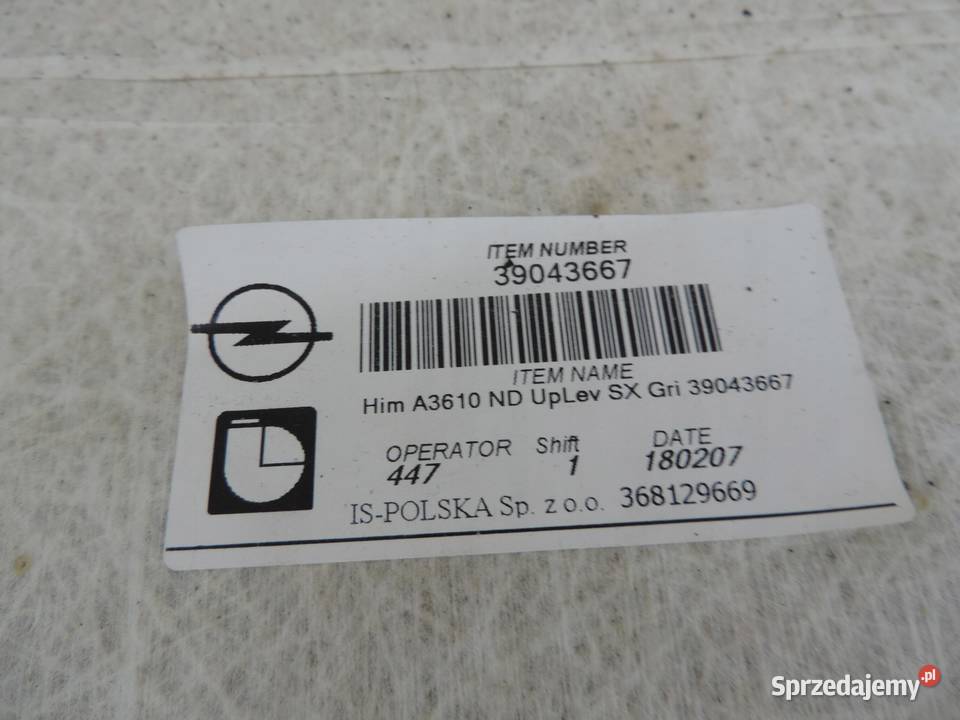 ITEM NUMBER
39043667
ITEM NAME
Him A3610 ND UpLev SX Gri 39043667
OPERATOR Shift DATE
447 1 180207
IS-POLSKA Sp. z o.o. 368129669
Sprzedajemy.pl